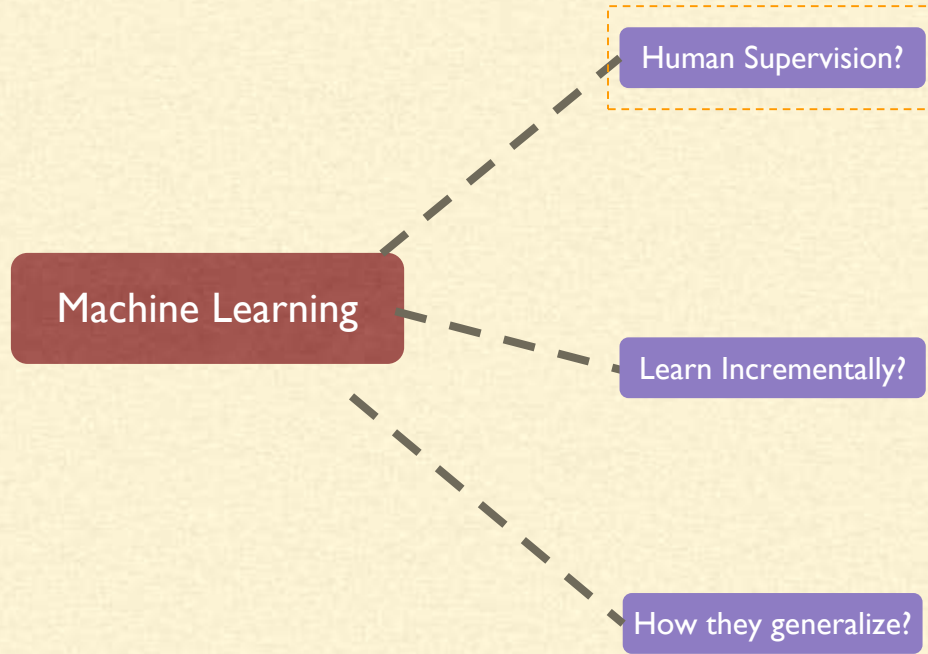 Human Supervision?
Machine Learning
Learn Incrementally?
How they generalize?